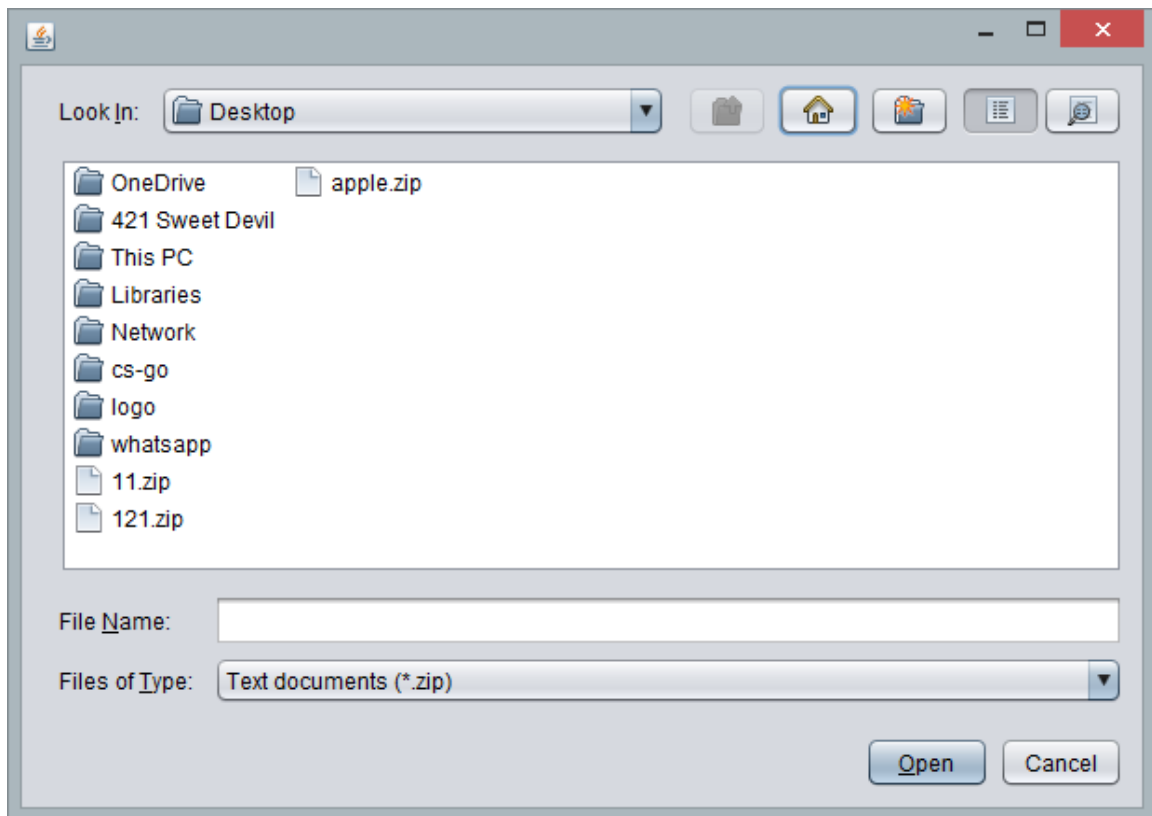 Look In: Desktop
OneDrive
421 Sweet Devil
This PC
Libraries
Network
cs-go
logo
whatsapp
11.zip
121.zip
apple.zip
File Name:
Files of Type: Text documents (*.zip)
Open Cancel